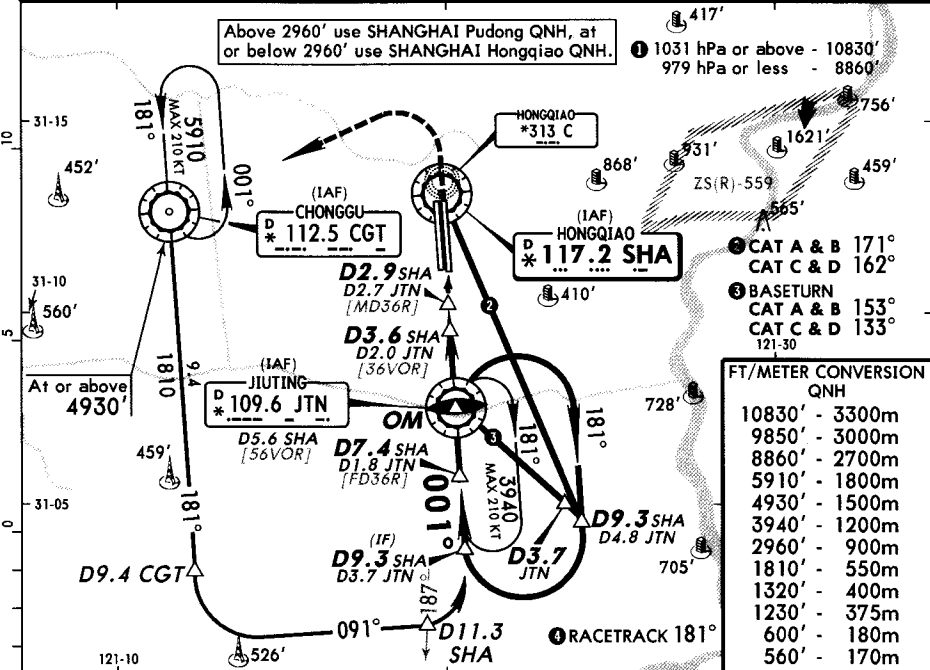 Above 2960' use SHANGHAI Pudong QNH, at
or below 2960' use SHANGHAI Hongqiao QNH.
417'
1 1031 hPa or above - 10830'
979 hPa or less - 8860'
756'
10
31-15
181°
5910
MAX 210 KT
001°
HONGQIAO
*313 C
1621'
931'
868'
459'
452'
ZS(R)-559
565'
(IAF)
CHONGGU
D
* 112.5 CGT
(IAF)
HONGQIAO
D
* 117.2 SHA
2 CAT A & B 171°
CAT C & D 162°
3 BASETURN
CAT A & B 153°
CAT C & D 133°
D2.9 SHA
D2.7 JTN
[MD36R]
410'
31-10
560'
2
5
D3.6 SHA
D2.0 JTN
[36VOR]
121-30
At or above
4930'
1810
9.4
(IAF)
JIUTING
D
* 109.6 JTN
OM
D5.6 SHA
[56VOR]
728'
3
181°
181°
3940
MAX 210 KT
459'
D7.4 SHA
D1.8 JTN
[FD36R]
001°
31-05
0
181°
D9.3 SHA
D4.8 JTN
D3.7
JTN
(IF)
D9.3 SHA
D3.7 JTN
705'
D9.4 CGT
181°
091°
D11.3
SHA
4 RACETRACK 181°
526'
121-10
FT/METER CONVERSION
QNH
10830' - 3300m
9850' - 3000m
8860' - 2700m
5910' - 1800m
4930' - 1500m
3940' - 1200m
2960' - 900m
1810' - 550m
1320' - 400m
1230' - 375m
600' - 180m
560' - 170m